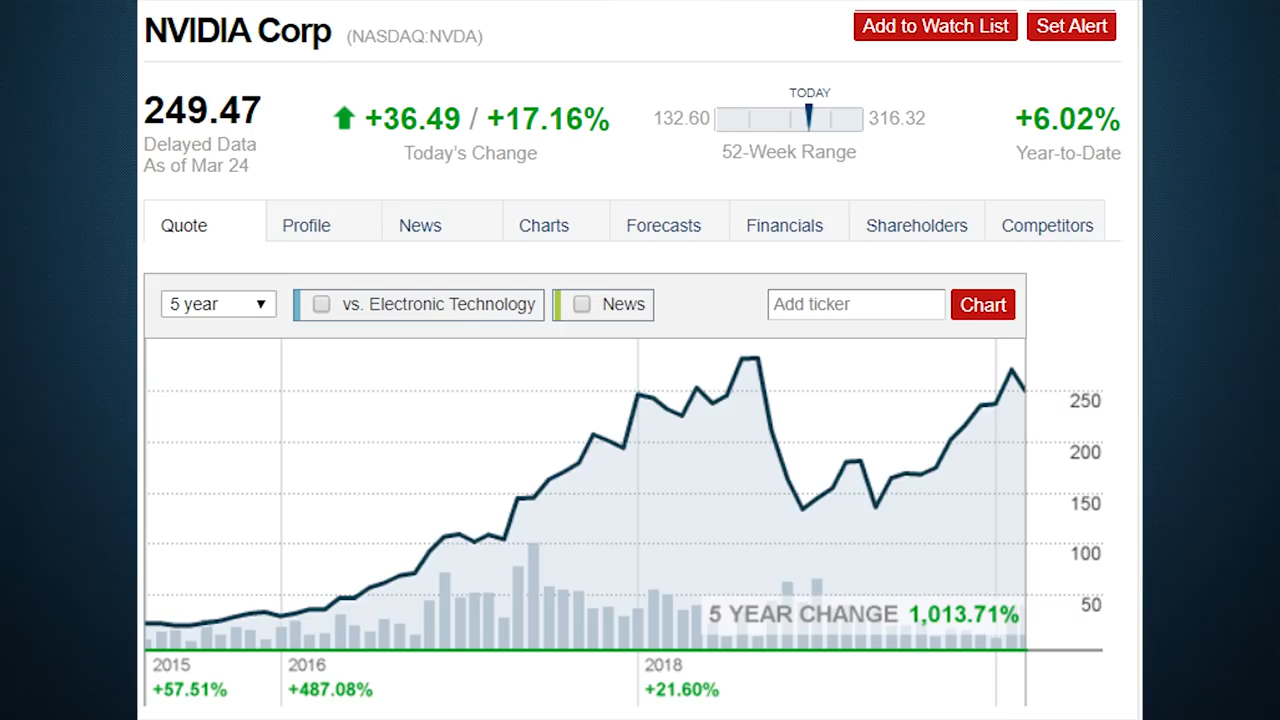 NVIDIA Corp (NASDAQ:NVDA) Add to Watch List Set Alert
TODAY
249.47 +36.49 / +17.16% 132.60 316.32 +6.02%
Delayed Data Today's Change 52-Week Range Year-to-Date
As of Mar 24
Quote Profile News Charts Forecasts Financials Shareholders Competitors
5 year vs. Electronic Technology News Add ticker Chart
250
200
150
100
50
5 YEAR CHANGE 1,013.71%
2015 2016 2018
+57.51% +487.08% +21.60%